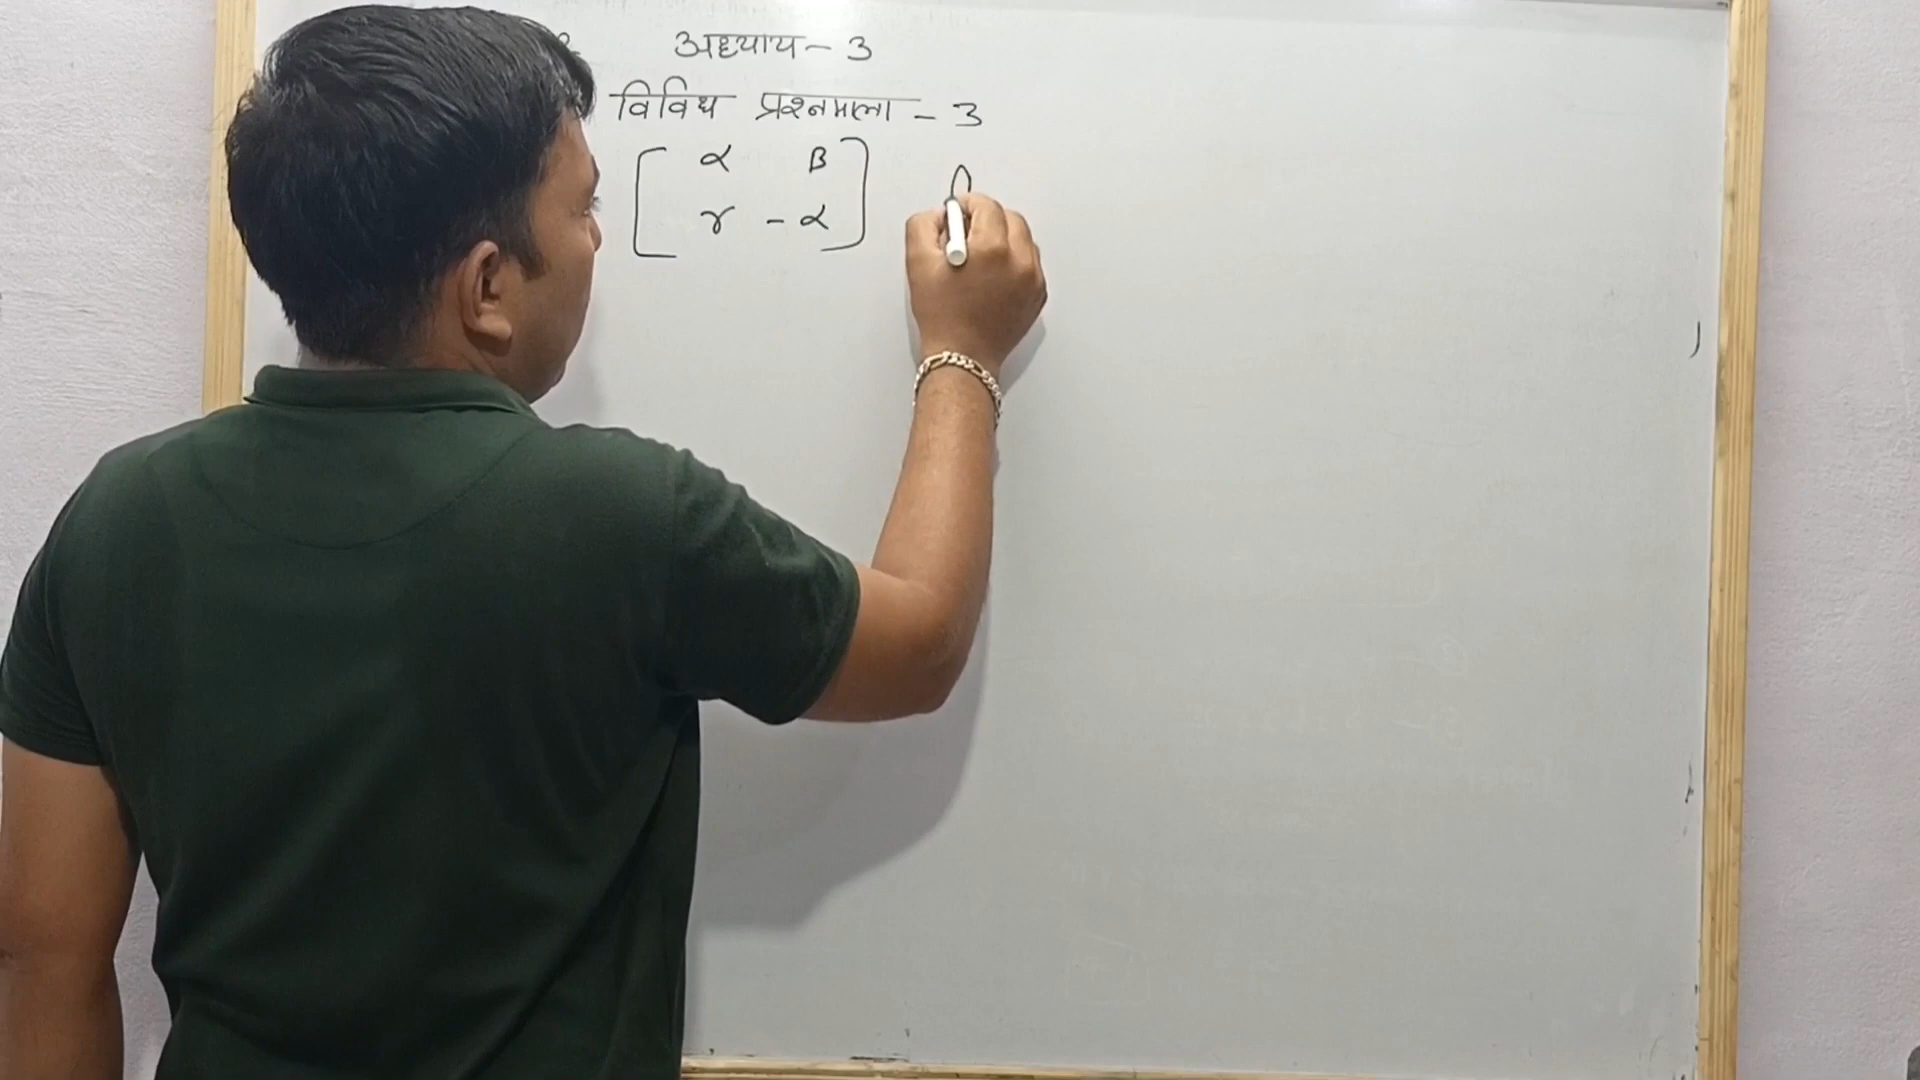 अध्याय - 3
विविध प्रश्नमाला - 3
[ α β
γ - α ]